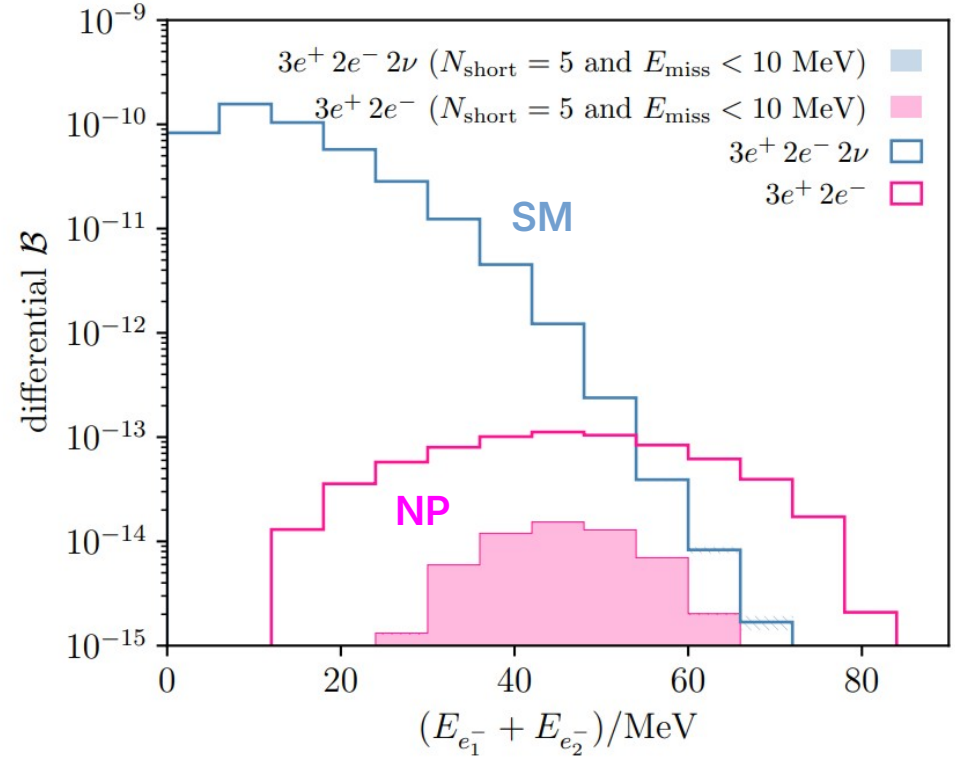 10⁻⁹
3e⁺ 2e⁻ 2ν (N_short = 5 and E_miss < 10 MeV)
3e⁺ 2e⁻ (N_short = 5 and E_miss < 10 MeV)
3e⁺ 2e⁻ 2ν
3e⁺ 2e⁻
10⁻¹⁰
10⁻¹¹
SM
10⁻¹²
10⁻¹³
NP
10⁻¹⁴
10⁻¹⁵
differential ℬ
0 20 40 60 80
(E_{e₁⁻} + E_{e₂⁻})/MeV